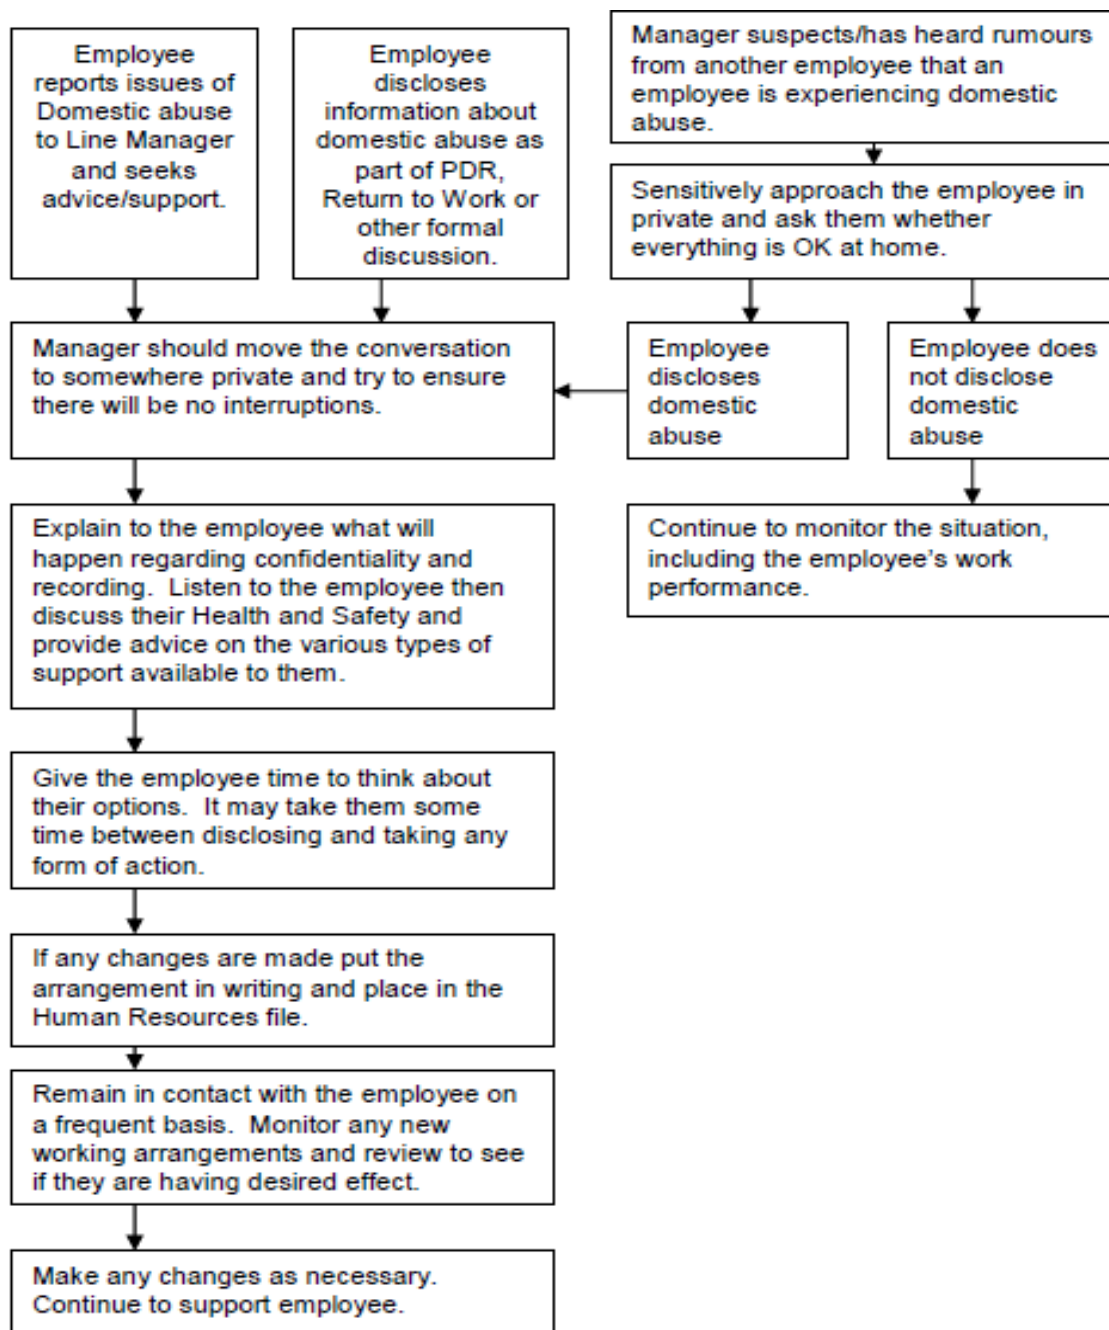 Employee
reports issues of
Domestic abuse
to Line Manager
and seeks
advice/support.
Employee
discloses
information about
domestic abuse as
part of PDR,
Return to Work or
other formal
discussion.
Manager suspects/has heard rumours
from another employee that an
employee is experiencing domestic
abuse.
Sensitively approach the employee in
private and ask them whether
everything is OK at home.
Manager should move the conversation
to somewhere private and try to ensure
there will be no interruptions.
Employee
discloses
domestic
abuse
Employee does
not disclose
domestic
abuse
Explain to the employee what will
happen regarding confidentiality and
recording. Listen to the employee then
discuss their Health and Safety and
provide advice on the various types of
support available to them.
Continue to monitor the situation,
including the employee's work
performance.
Give the employee time to think about
their options. It may take them some
time between disclosing and taking any
form of action.
If any changes are made put the
arrangement in writing and place in the
Human Resources file.
Remain in contact with the employee on
a frequent basis. Monitor any new
working arrangements and review to see
if they are having desired effect.
Make any changes as necessary.
Continue to support employee.